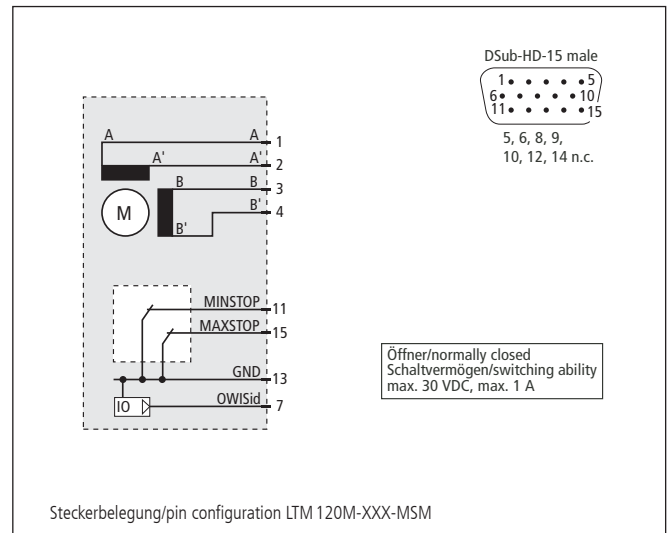 DSub-HD-15 male
1 5
6 10
11 15
5, 6, 8, 9,
10, 12, 14 n.c.
A A 1
A' A' 2
B B 3
M B' 4
B'
MINSTOP 11
MAXSTOP 15
GND 13
IO OWISid 7
Öffner/normally closed
Schaltvermögen/switching ability
max. 30 VDC, max. 1 A
Steckerbelegung/pin configuration LTM 120M-XXX-MSM